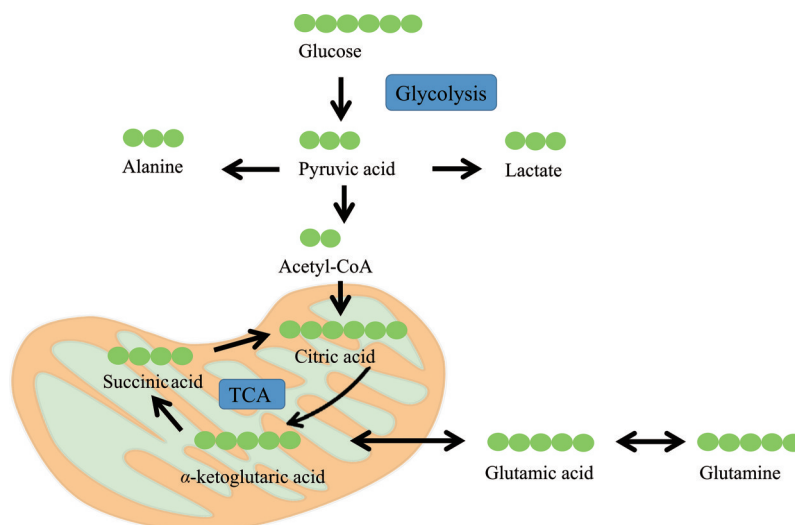 Glucose
Glycolysis
Alanine
Pyruvic acid
Lactate
Acetyl-CoA
Citric acid
Succinic acid
TCA
α-ketoglutaric acid
Glutamic acid
Glutamine